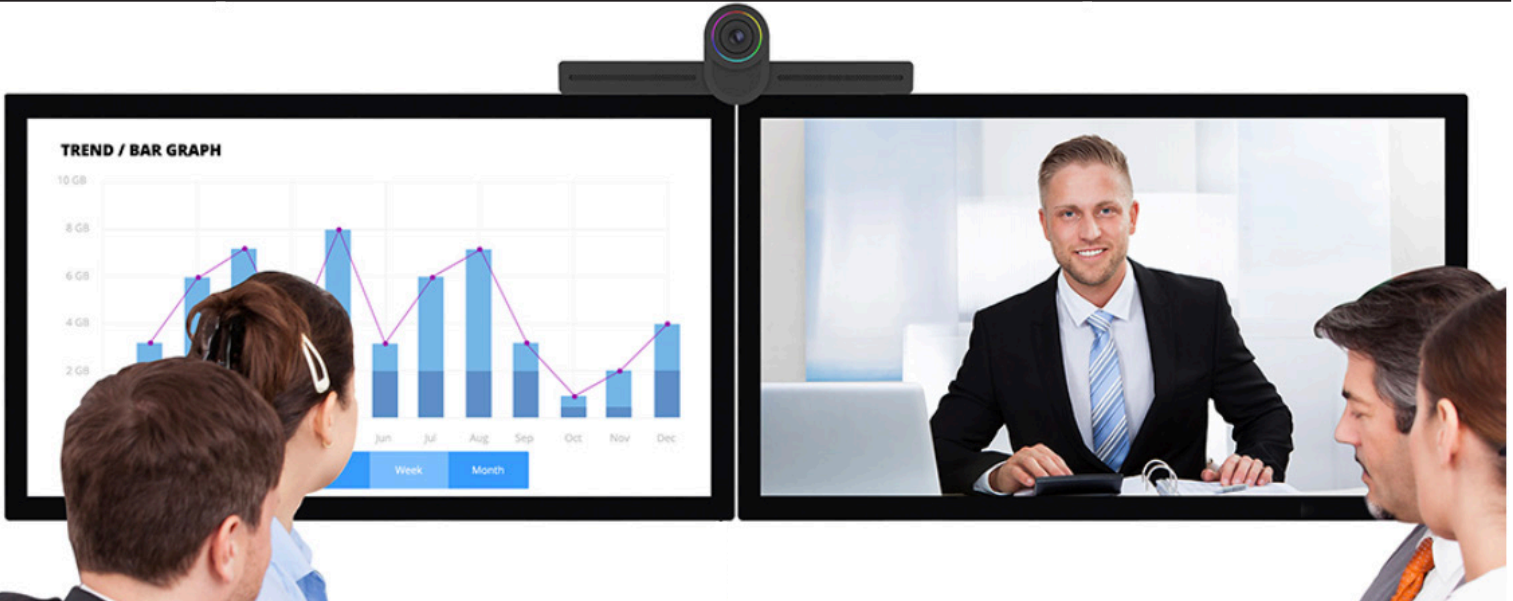 TREND / BAR GRAPH
10 GB
8 GB
6 GB
4 GB
2 GB
Jun Jul Aug Sep Oct Nov Dec
Week Month